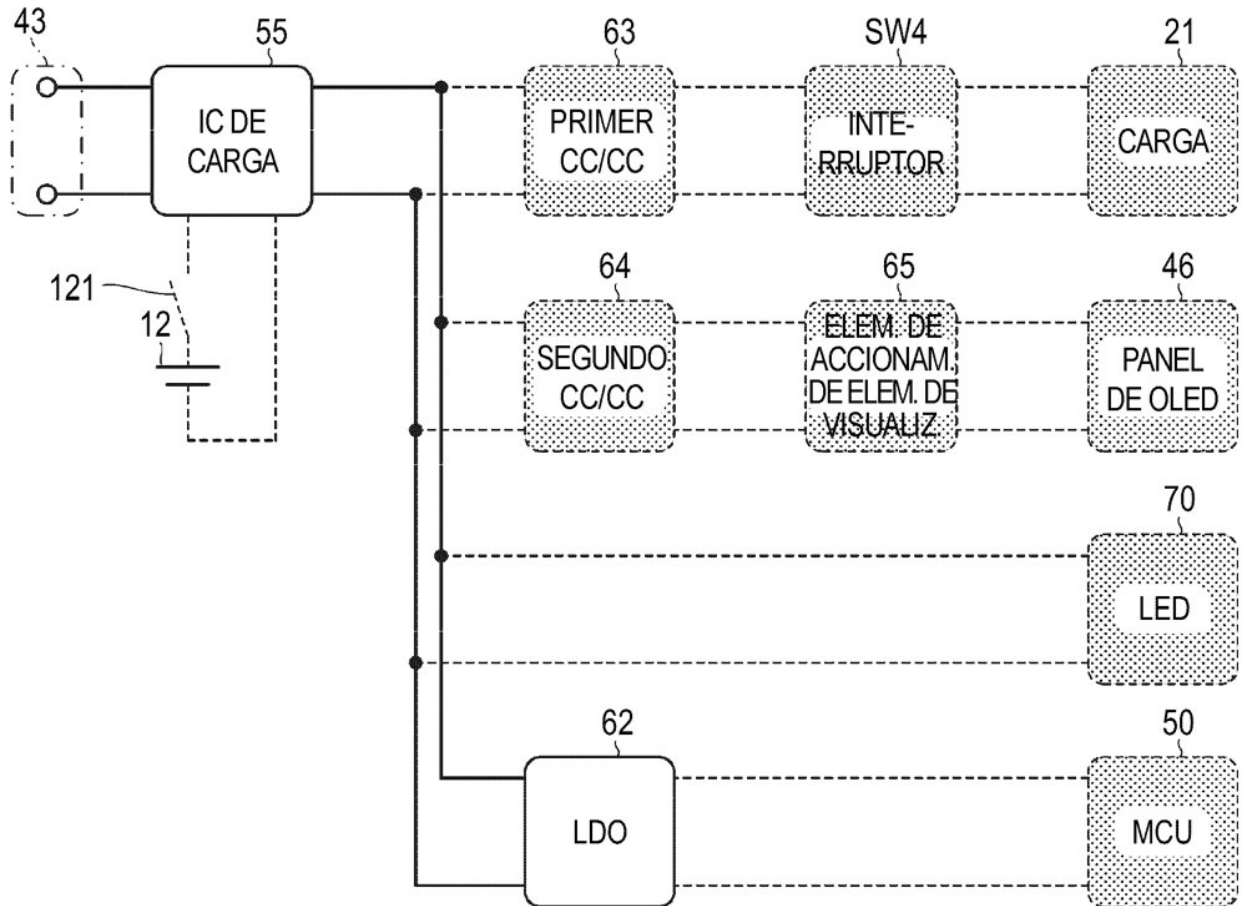 43
55
63
SW4
21
IC DE
CARGA
PRIMER
CC/CC
INTE-
RRUPTOR
CARGA
121
12
64
65
46
SEGUNDO
CC/CC
ELEM. DE
ACCIONAM.
DE ELEM. DE
VISUALIZ.
PANEL
DE OLED
70
LED
62
50
LDO
MCU